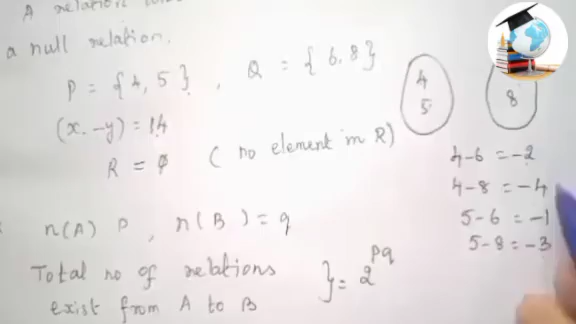 A relation
a null relation.
P = {4, 5} , Q = {6, 8}
(x - y) = 14
R = φ ( no element in R)
n(A) P , n(B) = q
Total no of relations
exist from A to B } = 2^pq
4
5
8
4-6 = -2
4-8 = -4
5-6 = -1
5-8 = -3